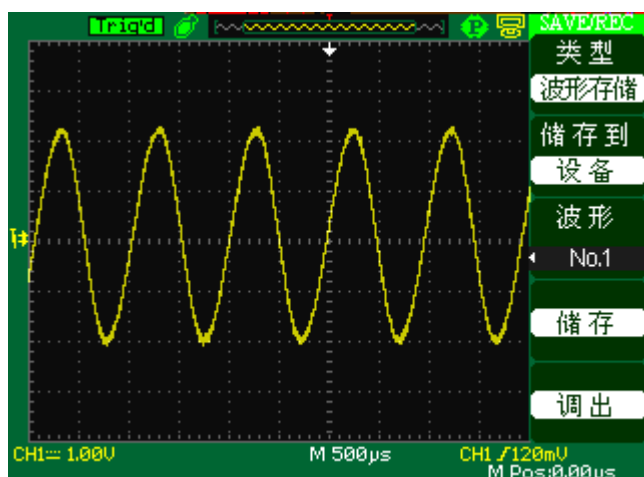 Trig'd P SAVE/REC
类型
波形存储
储存到
设备
波形
No.1
储存
调出
CH1 1.00V M 500µs CH1 /120mV
M Pos:0.00µs